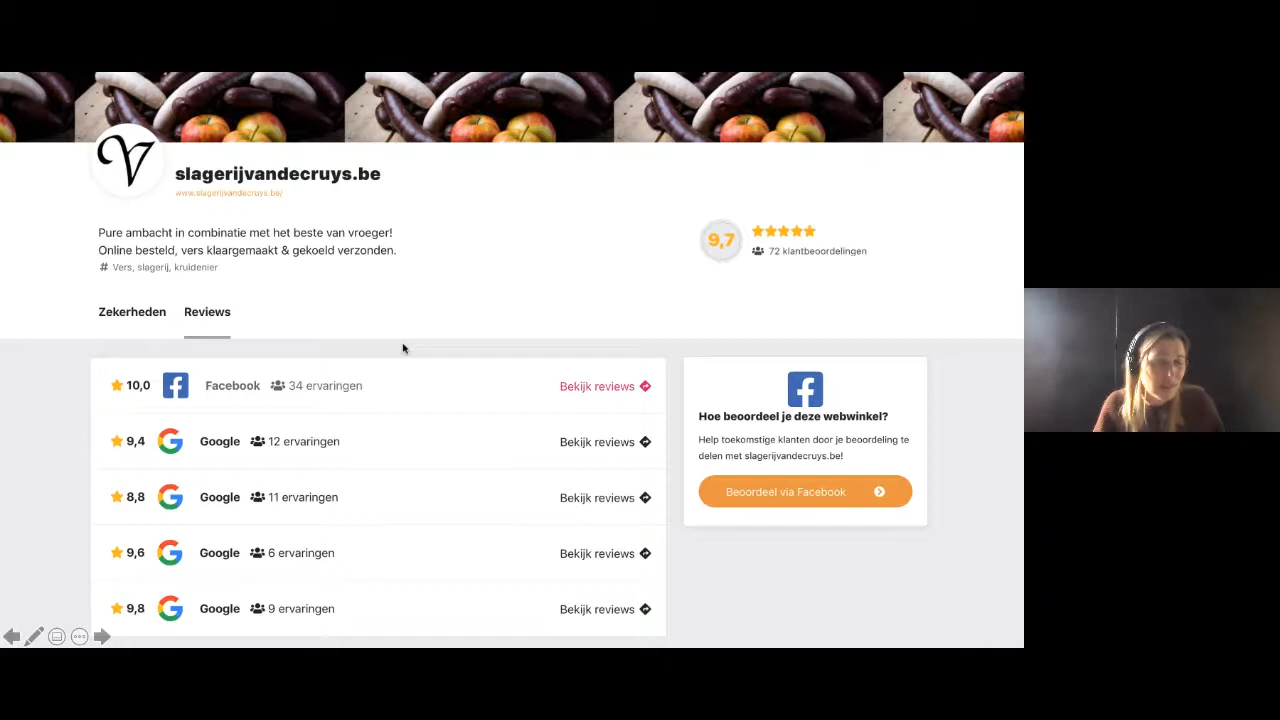 V
slagerijvandecruys.be
www.slagerijvandecruys.be/
Pure ambacht in combinatie met het beste van vroeger!
Online besteld, vers klaargemaakt & gekoeld verzonden.
# Vers, slagerij, kruidenier
9,7
72 klantbeoordelingen
Zekerheden Reviews
10,0 Facebook 34 ervaringen Bekijk reviews
9,4 Google 12 ervaringen Bekijk reviews
8,8 Google 11 ervaringen Bekijk reviews
9,6 Google 6 ervaringen Bekijk reviews
9,8 Google 9 ervaringen Bekijk reviews
Hoe beoordeel je deze webwinkel?
Help toekomstige klanten door je beoordeling te
delen met slagerijvandecruys.be!
Beoordeel via Facebook